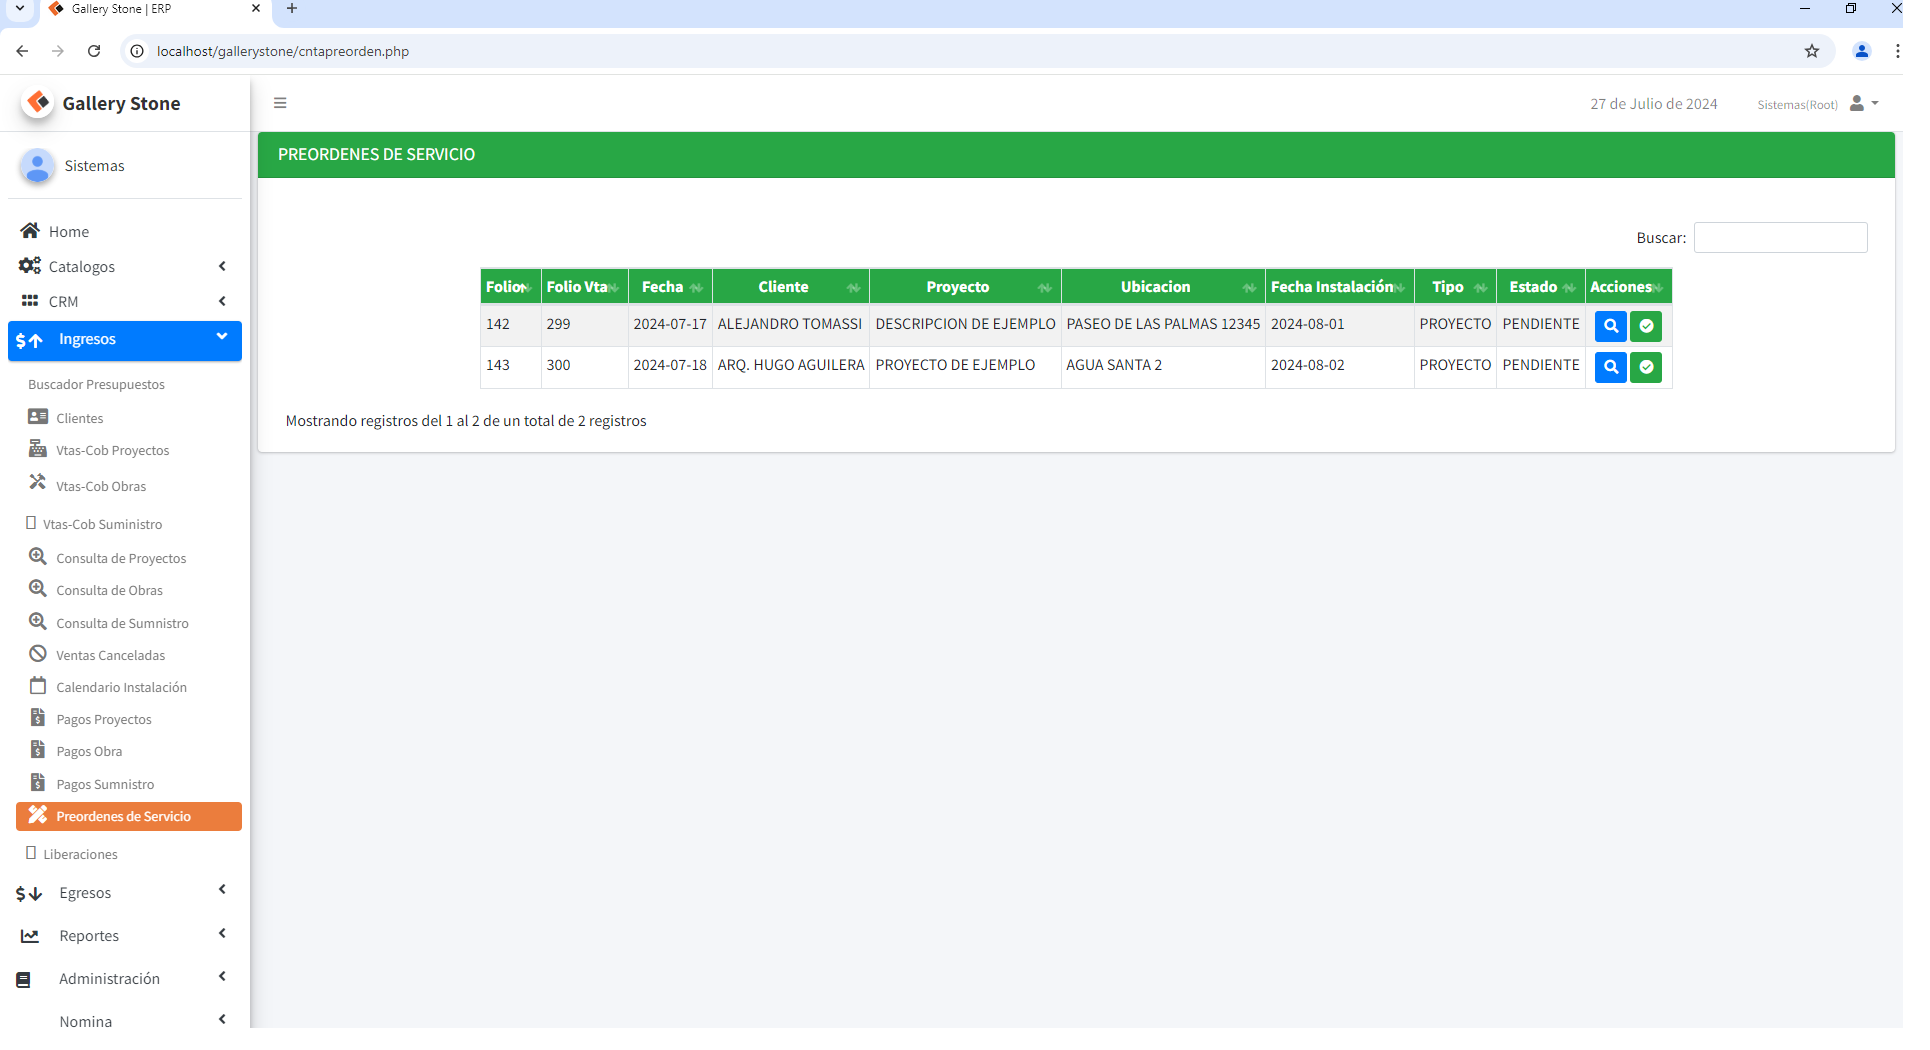 Gallery Stone | ERP
localhost/gallerystone/cntapreorden.php
Gallery Stone
27 de Julio de 2024 Sistemas(Root)
Sistemas
Home
Catalogos
CRM
Ingresos
Buscador Presupuestos
Clientes
Vtas-Cob Proyectos
Vtas-Cob Obras
Vtas-Cob Suministro
Consulta de Proyectos
Consulta de Obras
Consulta de Sumnistro
Ventas Canceladas
Calendario Instalación
Pagos Proyectos
Pagos Obra
Pagos Sumnistro
Preordenes de Servicio
Liberaciones
Egresos
Reportes
Administración
Nomina
PREORDENES DE SERVICIO
Buscar:
Folio Folio Vta Fecha Cliente Proyecto Ubicacion Fecha Instalación Tipo Estado Acciones
142 299 2024-07-17 ALEJANDRO TOMASSI DESCRIPCION DE EJEMPLO PASEO DE LAS PALMAS 12345 2024-08-01 PROYECTO PENDIENTE
143 300 2024-07-18 ARQ. HUGO AGUILERA PROYECTO DE EJEMPLO AGUA SANTA 2 2024-08-02 PROYECTO PENDIENTE
Mostrando registros del 1 al 2 de un total de 2 registros